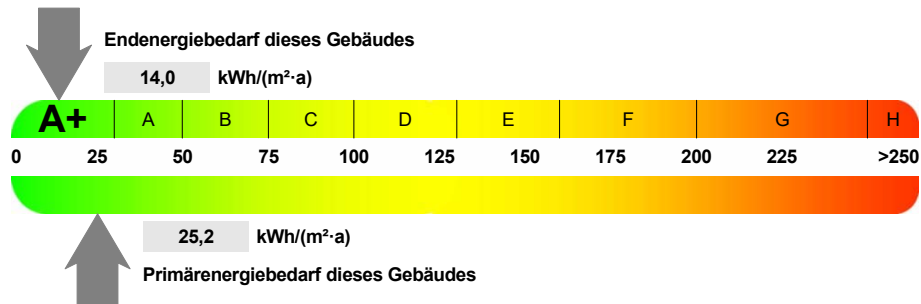 Endenergiebedarf dieses Gebäudes
14,0 kWh/(m²·a)
A+ A B C D E F G H
0 25 50 75 100 125 150 175 200 225 >250
25,2 kWh/(m²·a)
Primärenergiebedarf dieses Gebäudes